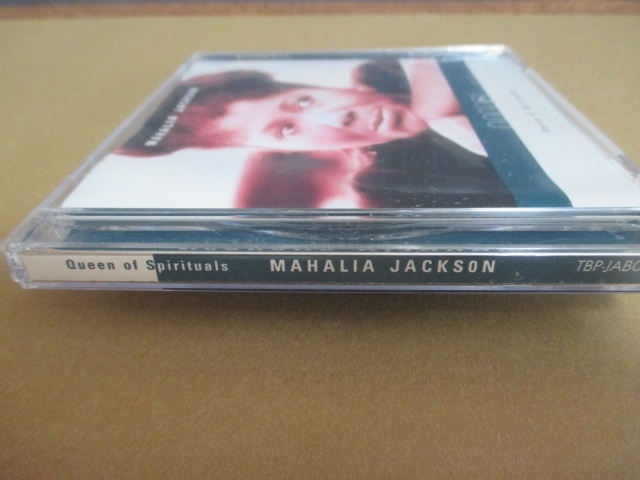 MAHALIA JACKSON
Queen of Spirituals MAHALIA JACKSON TBP-JABC